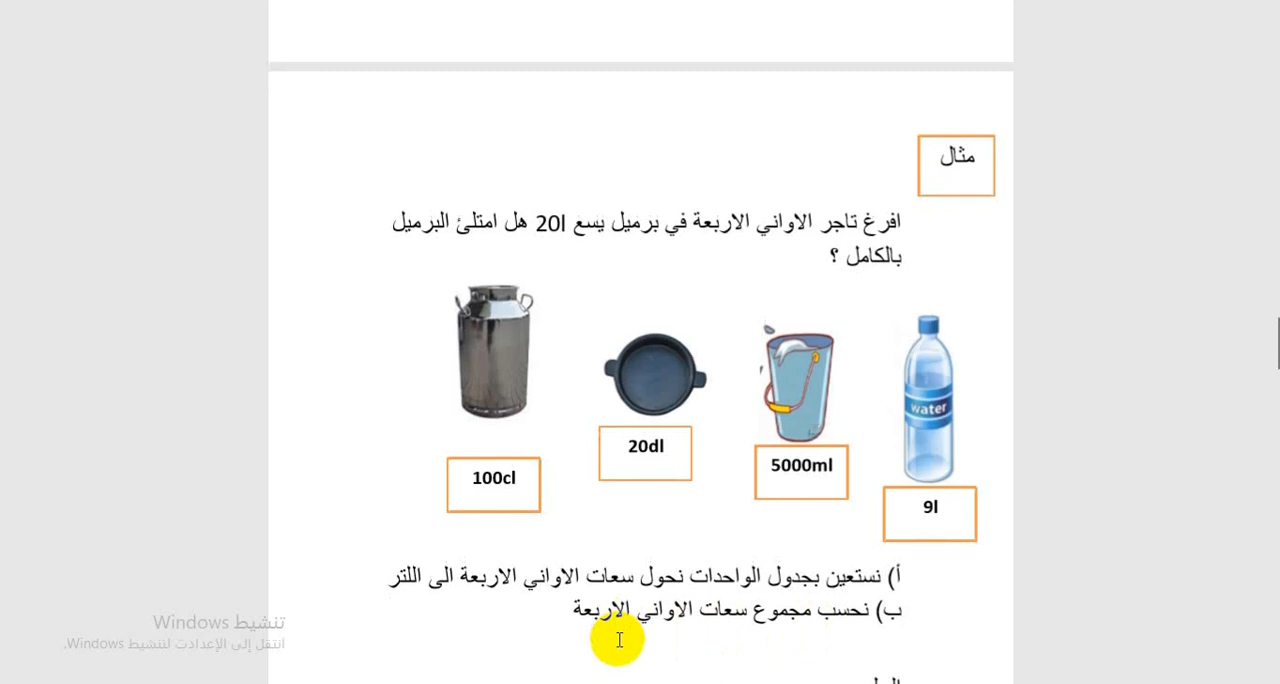 مثال
افرغ تاجر الاواني الاربعة في برميل يسع 20l هل امتلئ البرميل
بالكامل ؟
water
9l
5000ml
20dl
100cl
أ) نستعين بجدول الواحدات نحول سعات الاواني الاربعة الى اللتر
ب) نحسب مجموع سعات الاواني الاربعة
تنشيط Windows
انتقل إلى الإعدادت لتنشيط Windows.